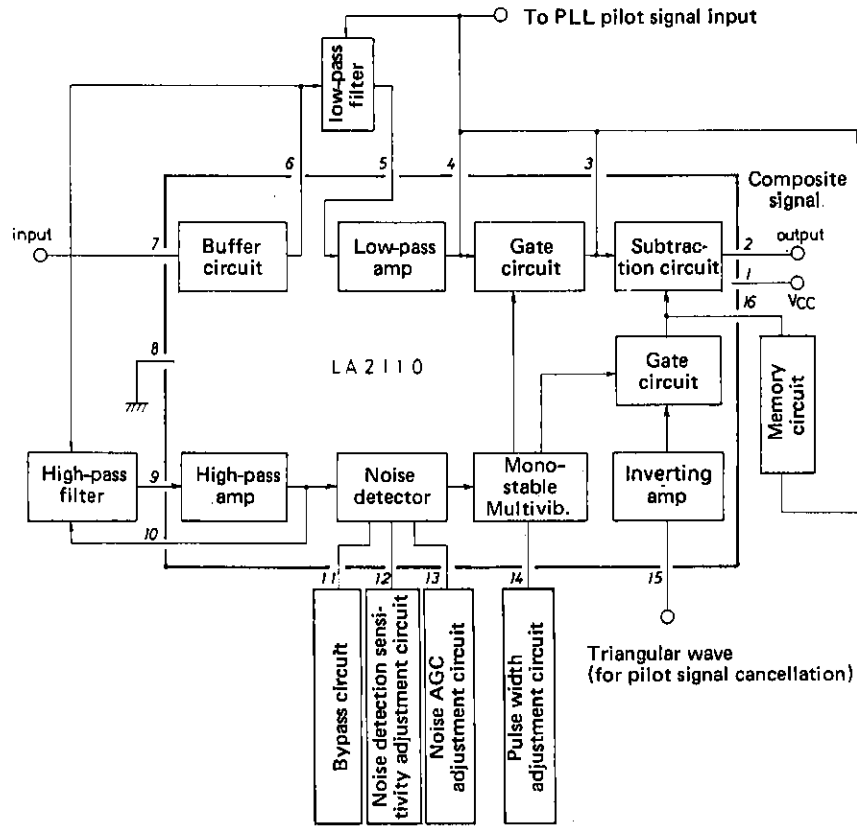 To PLL pilot signal input
low-pass
filter
6
5
4
3
Composite
signal.
input
7
Buffer
circuit
Low-pass
amp
Gate
circuit
Subtrac-
tion circuit
2
output
1
VCC
16
8
LA2110
Gate
circuit
Memory
circuit
High-pass
filter
9
High-pass
amp
Noise
detector
Mono-
stable
Multivib.
Inverting
amp
10
11
12
13
14
15
Bypass circuit
Noise detection sensi-
tivity adjustment circuit
Noise AGC
adjustment circuit
Pulse width
adjustment circuit
Triangular wave
(for pilot signal cancellation)